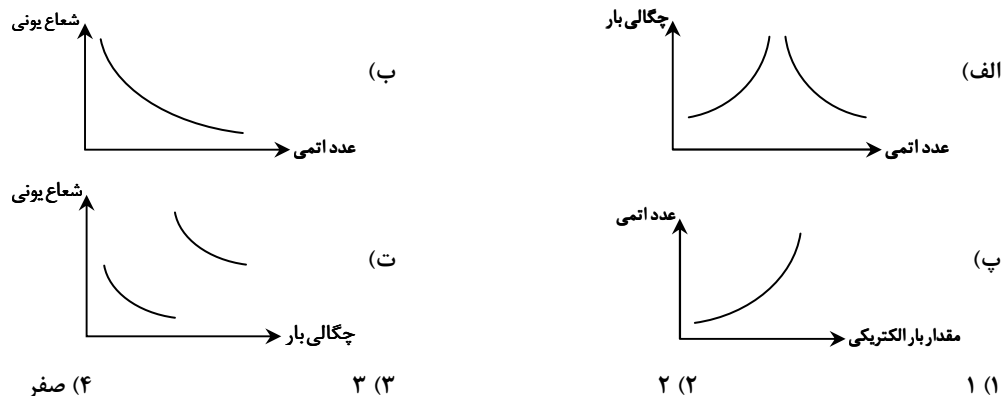 الف)
چگالی بار
عدد اتمی
ب)
شعاع یونی
عدد اتمی
پ)
عدد اتمی
مقدار بار الکتریکی
ت)
شعاع یونی
چگالی بار
۱) ۱ ۲) ۲ ۳) ۳ ۴) صفر